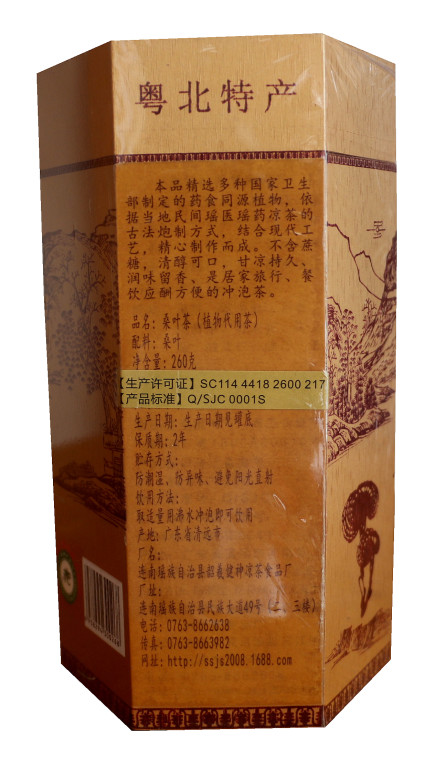 粤北特产
本品精选多种国家卫生
部制定的药食同源植物，依
据当地民间瑶医瑶药凉茶的
古法炮制方式，结合现代工
艺，精心制作而成。不含蔗
糖，清醇可口，甘凉持久、
润味留香、是居家旅行、餐
饮应酬方便的冲泡茶。
品名：桑叶茶（植物代用茶）
配料：桑叶
净含量：260克
【生产许可证】SC114 4418 2600 217
【产品标准】Q/SJC 0001S
生产日期：生产日期见罐底
保质期：2年
贮存方式：
防潮湿、防异味、避免阳光直射
饮用方法：
取适量用沸水冲泡即可饮用
产地：广东省清远市
厂名：
连南瑶族自治县韶羲健神凉茶食品厂
厂址：
连南瑶族自治县民族大道49号（二、三楼）
电话：0763-8662638
传真：0763-8663982
网址：http://ssjs2008.1688.com